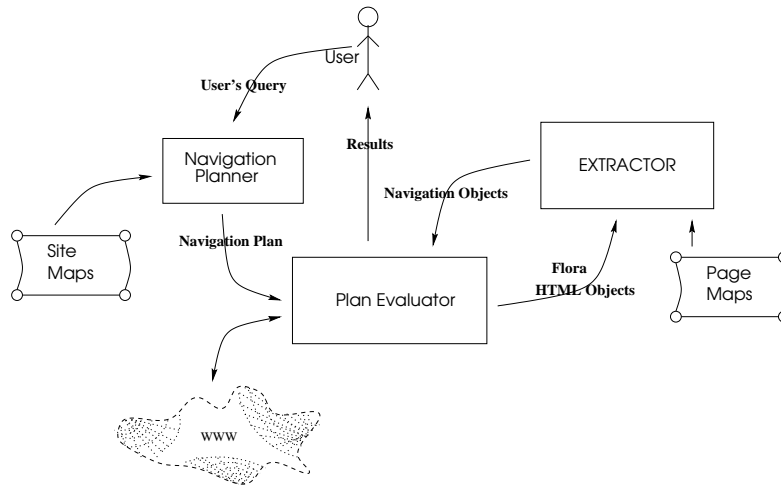 User
User's Query
Navigation
Planner
Results
EXTRACTOR
Navigation Objects
Site
Maps
Navigation Plan
Plan Evaluator
Flora
HTML Objects
Page
Maps
WWW